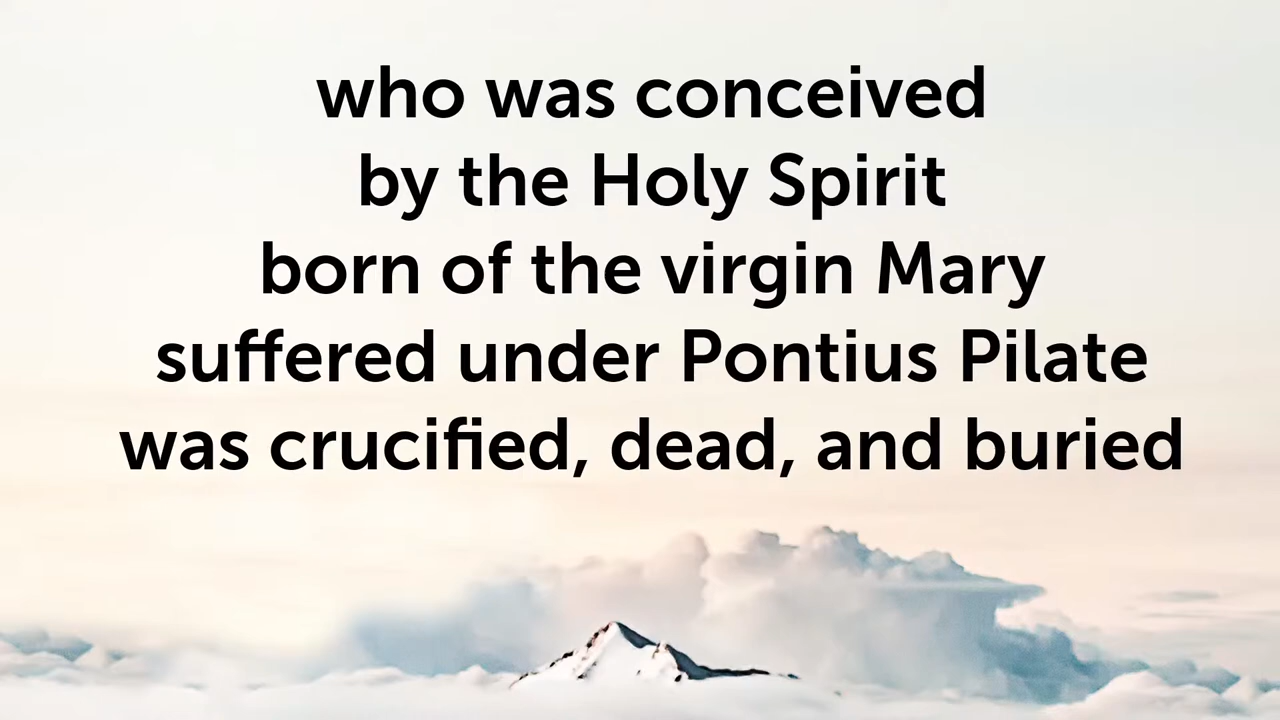 who was conceived
by the Holy Spirit
born of the virgin Mary
suffered under Pontius Pilate
was crucified, dead, and buried